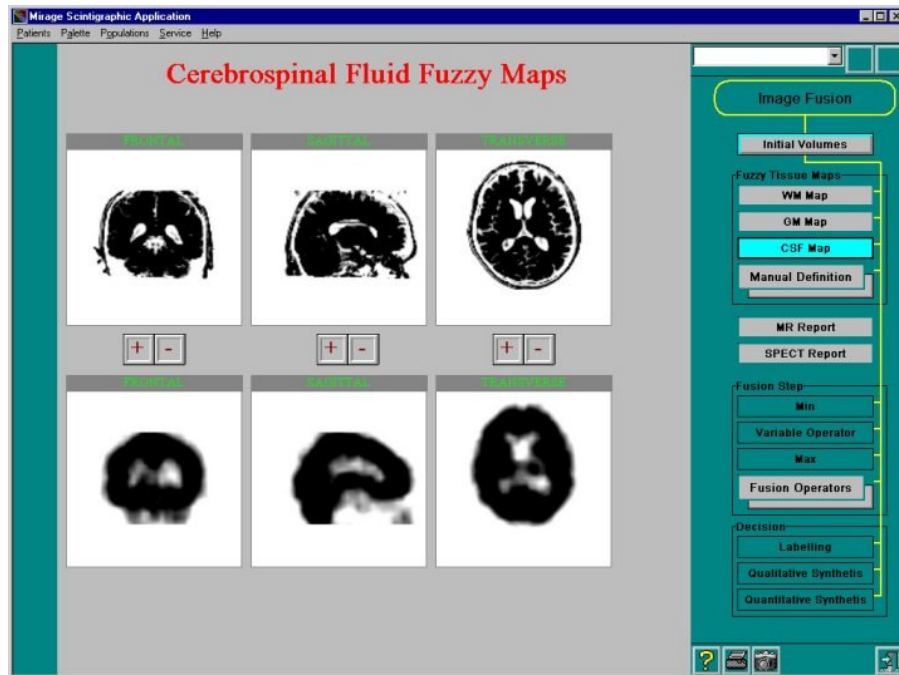 Mirage Scintigraphic Application
Patients Palette Populations Service Help
Cerebrospinal Fluid Fuzzy Maps
FRONTAL SAGITTAL TRANSVERSE
+ - + - + -
FRONTAL SAGITTAL TRANSVERSE
Image Fusion
Initial Volumes
Fuzzy Tissue Maps
WM Map
GM Map
CSF Map
Manual Definition
MR Report
SPECT Report
Fusion Step
Min
Variable Operator
Max
Fusion Operators
Decision
Labelling
Qualitative Synthetis
Quantitative Synthetis
?